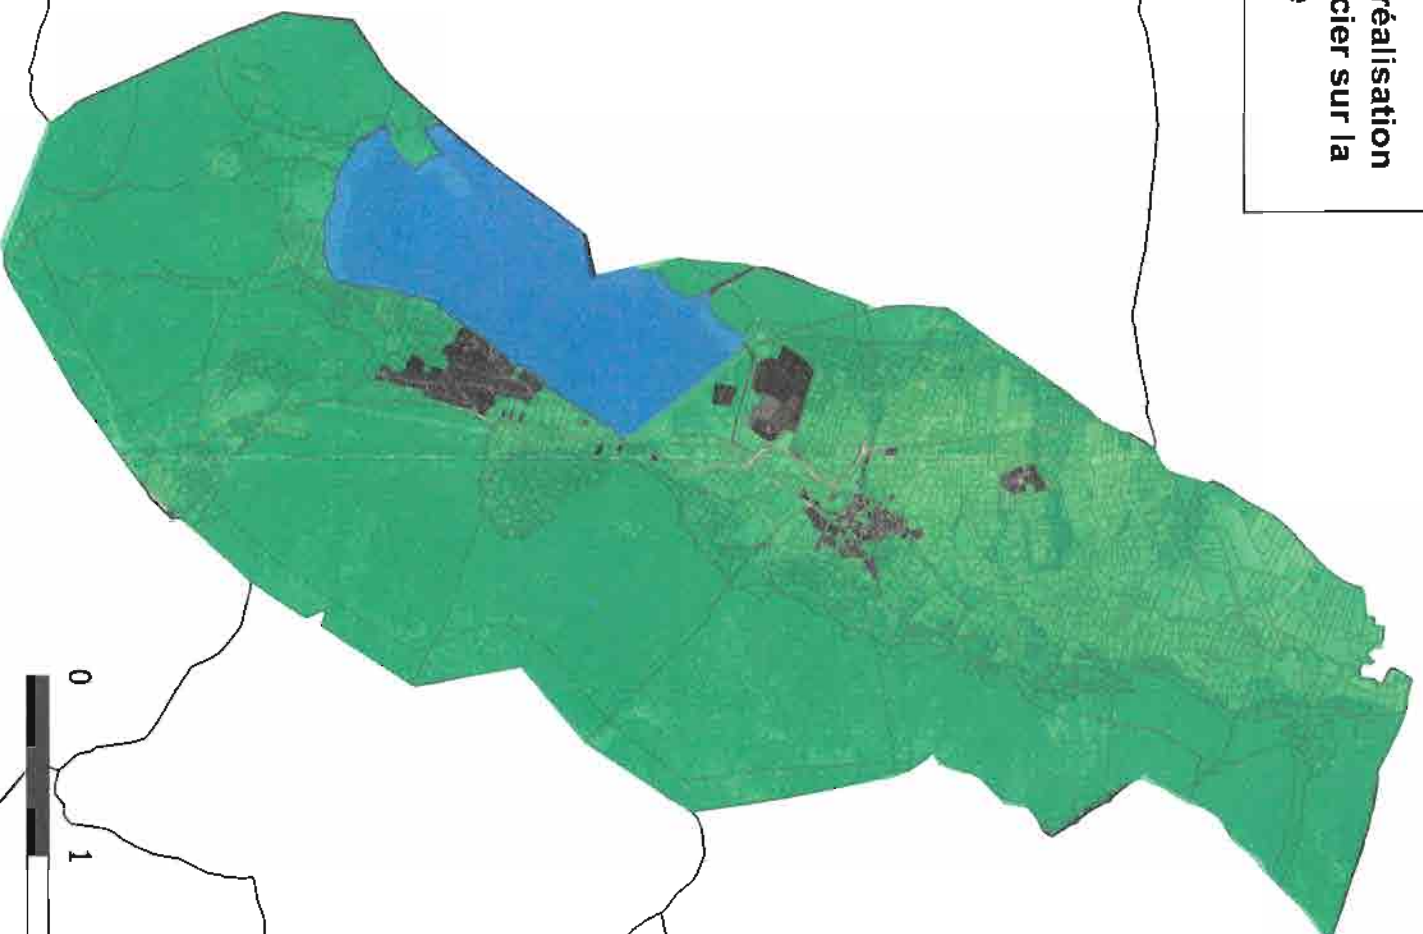 réalisation
cier sur la
0
1